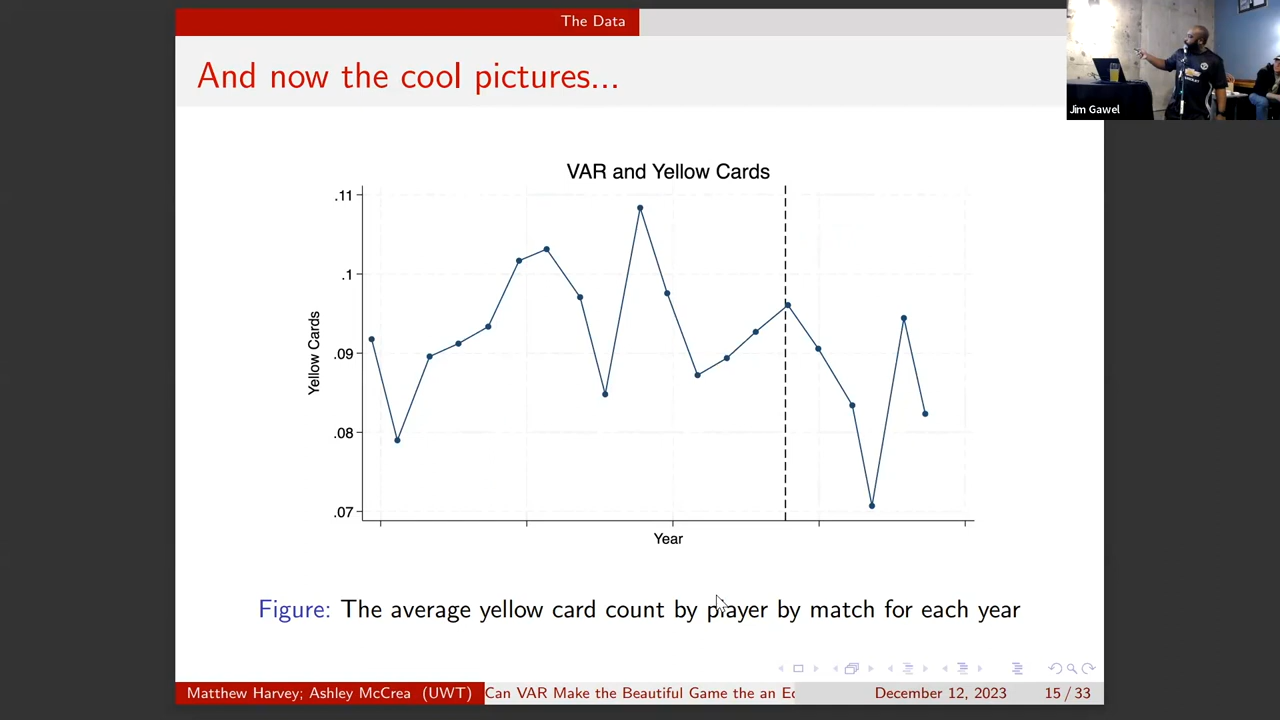 The Data
And now the cool pictures...
Jim Gawel
VAR and Yellow Cards
.11
.1
.09
.08
.07
Yellow Cards
Year
Figure: The average yellow card count by player by match for each year
Matthew Harvey; Ashley McCrea (UWT)
Can VAR Make the Beautiful Game the an Ec
December 12, 2023
15 / 33